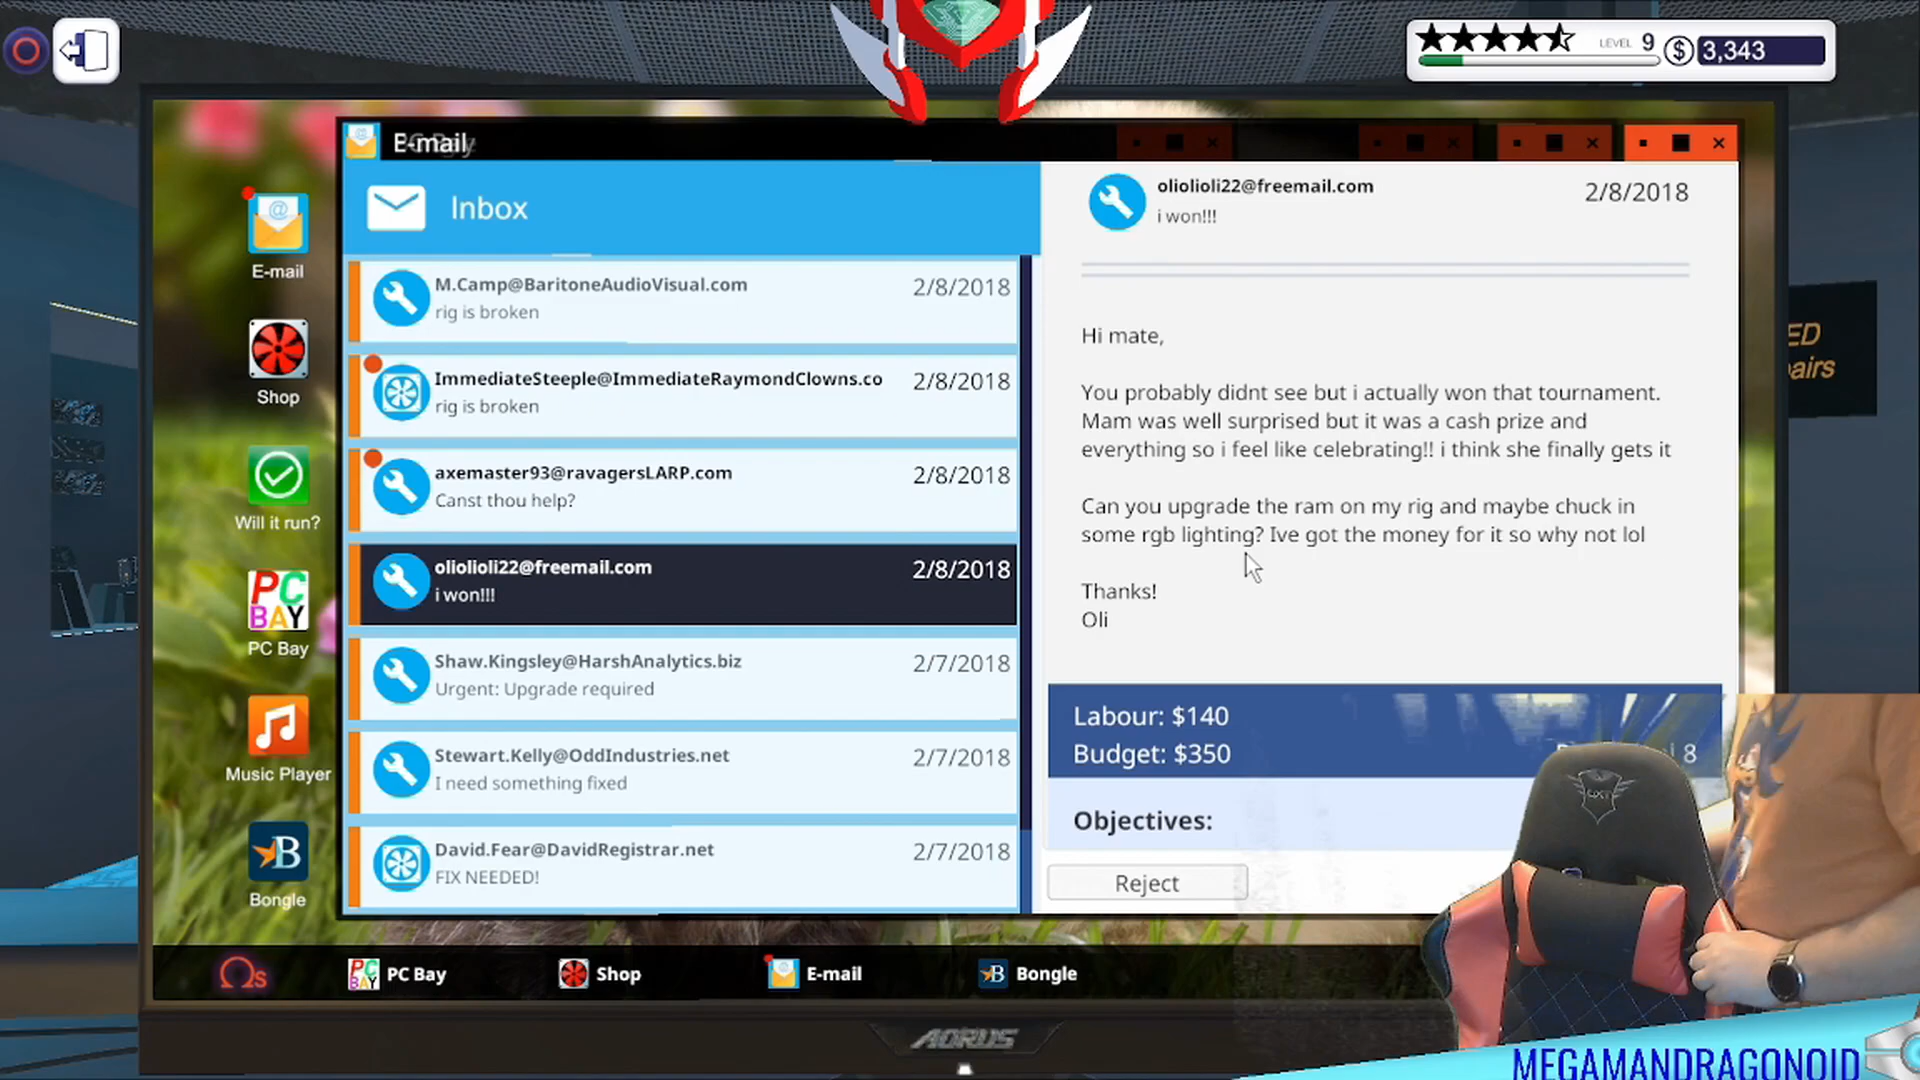 LEVEL 9
$ 3,343
E-mail
Inbox
M.Camp@BaritoneAudioVisual.com 2/8/2018
rig is broken
ImmediateSteeple@ImmediateRaymondClowns.co 2/8/2018
rig is broken
axemaster93@ravagersLARP.com 2/8/2018
Canst thou help?
oliolioli22@freemail.com 2/8/2018
i won!!!
Shaw.Kingsley@HarshAnalytics.biz 2/7/2018
Urgent: Upgrade required
Stewart.Kelly@OddIndustries.net 2/7/2018
I need something fixed
David.Fear@DavidRegistrar.net 2/7/2018
FIX NEEDED!
oliolioli22@freemail.com 2/8/2018
i won!!!
Hi mate,
You probably didnt see but i actually won that tournament.
Mam was well surprised but it was a cash prize and
everything so i feel like celebrating!! i think she finally gets it
Can you upgrade the ram on my rig and maybe chuck in
some rgb lighting? Ive got the money for it so why not lol
Thanks!
Oli
Labour: $140
Budget: $350
8
Objectives:
Reject
E-mail
Shop
Will it run?
PC
BAY
PC Bay
Music Player
B
Bongle
ED
airs
Ωs
PC
BAY
PC Bay
Shop
E-mail
B
Bongle
AORUS
MEGAMANDRAGONOID